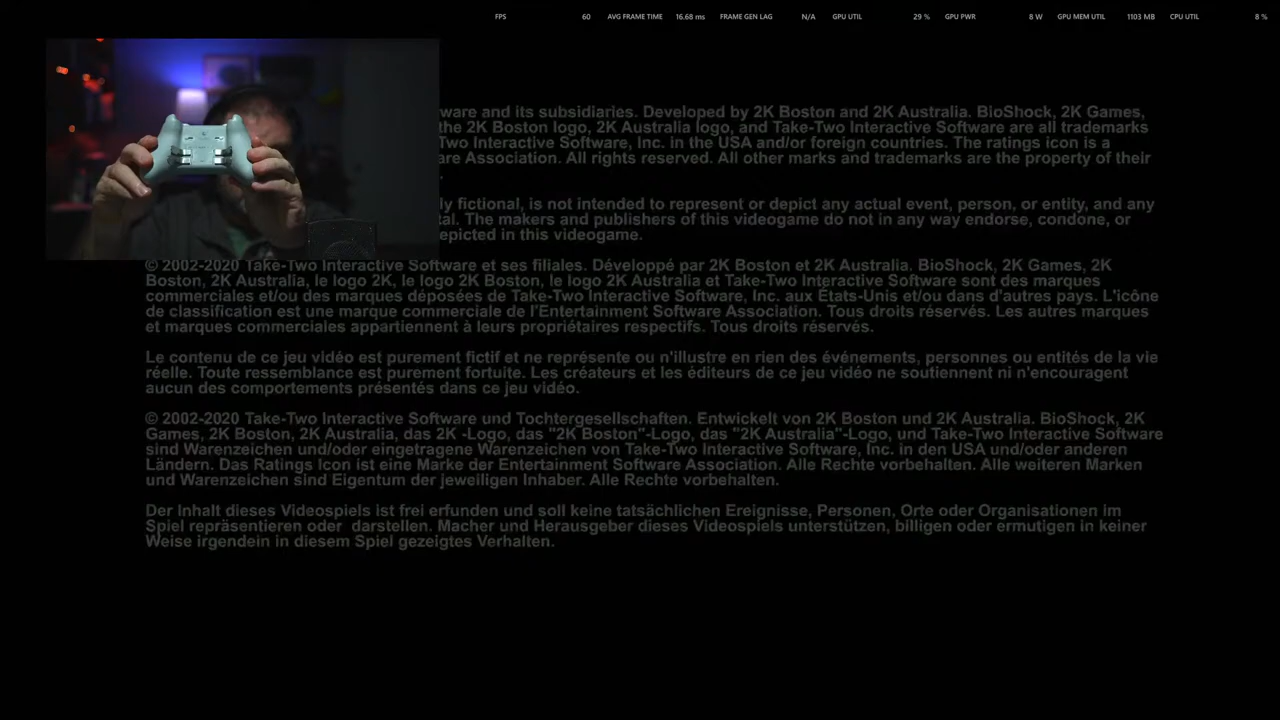 FPS 60 AVG FRAME TIME 16.68 ms FRAME GEN LAG N/A GPU UTIL 29 % GPU PWR 8 W GPU MEM UTIL 1103 MB CPU UTIL 8 %
ware and its subsidiaries. Developed by 2K Boston and 2K Australia. BioShock, 2K Games,
the 2K Boston logo, 2K Australia logo, and Take-Two Interactive Software are all trademarks
Two Interactive Software, Inc. in the USA and/or foreign countries. The ratings icon is a
are Association. All rights reserved. All other marks and trademarks are the property of their
.
ly fictional, is not intended to represent or depict any actual event, person, or entity, and any
tal. The makers and publishers of this videogame do not in any way endorse, condone, or
epicted in this videogame.
© 2002-2020 Take-Two Interactive Software et ses filiales. Développé par 2K Boston et 2K Australia. BioShock, 2K Games, 2K
Boston, 2K Australia, le logo 2K, le logo 2K Boston, le logo 2K Australia et Take-Two Interactive Software sont des marques
commerciales et/ou des marques déposées de Take-Two Interactive Software, Inc. aux États-Unis et/ou dans d'autres pays. L'icône
de classification est une marque commerciale de l'Entertainment Software Association. Tous droits réservés. Les autres marques
et marques commerciales appartiennent à leurs propriétaires respectifs. Tous droits réservés.
Le contenu de ce jeu vidéo est purement fictif et ne représente ou n'illustre en rien des événements, personnes ou entités de la vie
réelle. Toute ressemblance est purement fortuite. Les créateurs et les éditeurs de ce jeu vidéo ne soutiennent ni n'encouragent
aucun des comportements présentés dans ce jeu vidéo.
© 2002-2020 Take-Two Interactive Software und Tochtergesellschaften. Entwickelt von 2K Boston und 2K Australia. BioShock, 2K
Games, 2K Boston, 2K Australia, das 2K -Logo, das "2K Boston"-Logo, das "2K Australia"-Logo, und Take-Two Interactive Software
sind Warenzeichen und/oder eingetragene Warenzeichen von Take-Two Interactive Software, Inc. in den USA und/oder anderen
Ländern. Das Ratings Icon ist eine Marke der Entertainment Software Association. Alle Rechte vorbehalten. Alle weiteren Marken
und Warenzeichen sind Eigentum der jeweiligen Inhaber. Alle Rechte vorbehalten.
Der Inhalt dieses Videospiels ist frei erfunden und soll keine tatsächlichen Ereignisse, Personen, Orte oder Organisationen im
Spiel repräsentieren oder  darstellen. Macher und Herausgeber dieses Videospiels unterstützen, billigen oder ermutigen in keiner
Weise irgendein in diesem Spiel gezeigtes Verhalten.